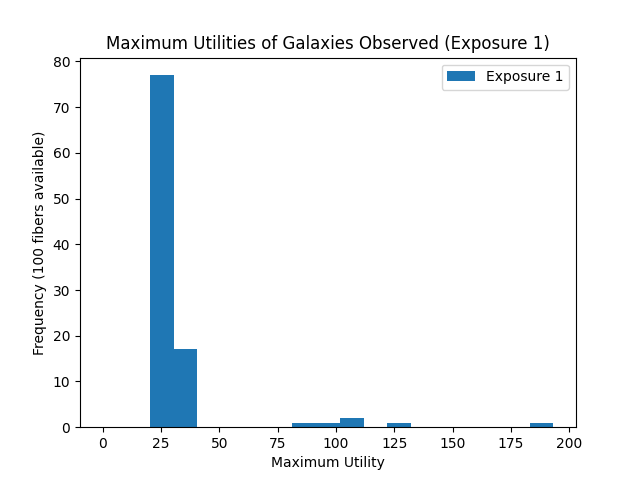 Maximum Utilities of Galaxies Observed (Exposure 1)
Exposure 1
80
70
60
50
40
30
20
10
0
Frequency (100 fibers available)
0 25 50 75 100 125 150 175 200
Maximum Utility